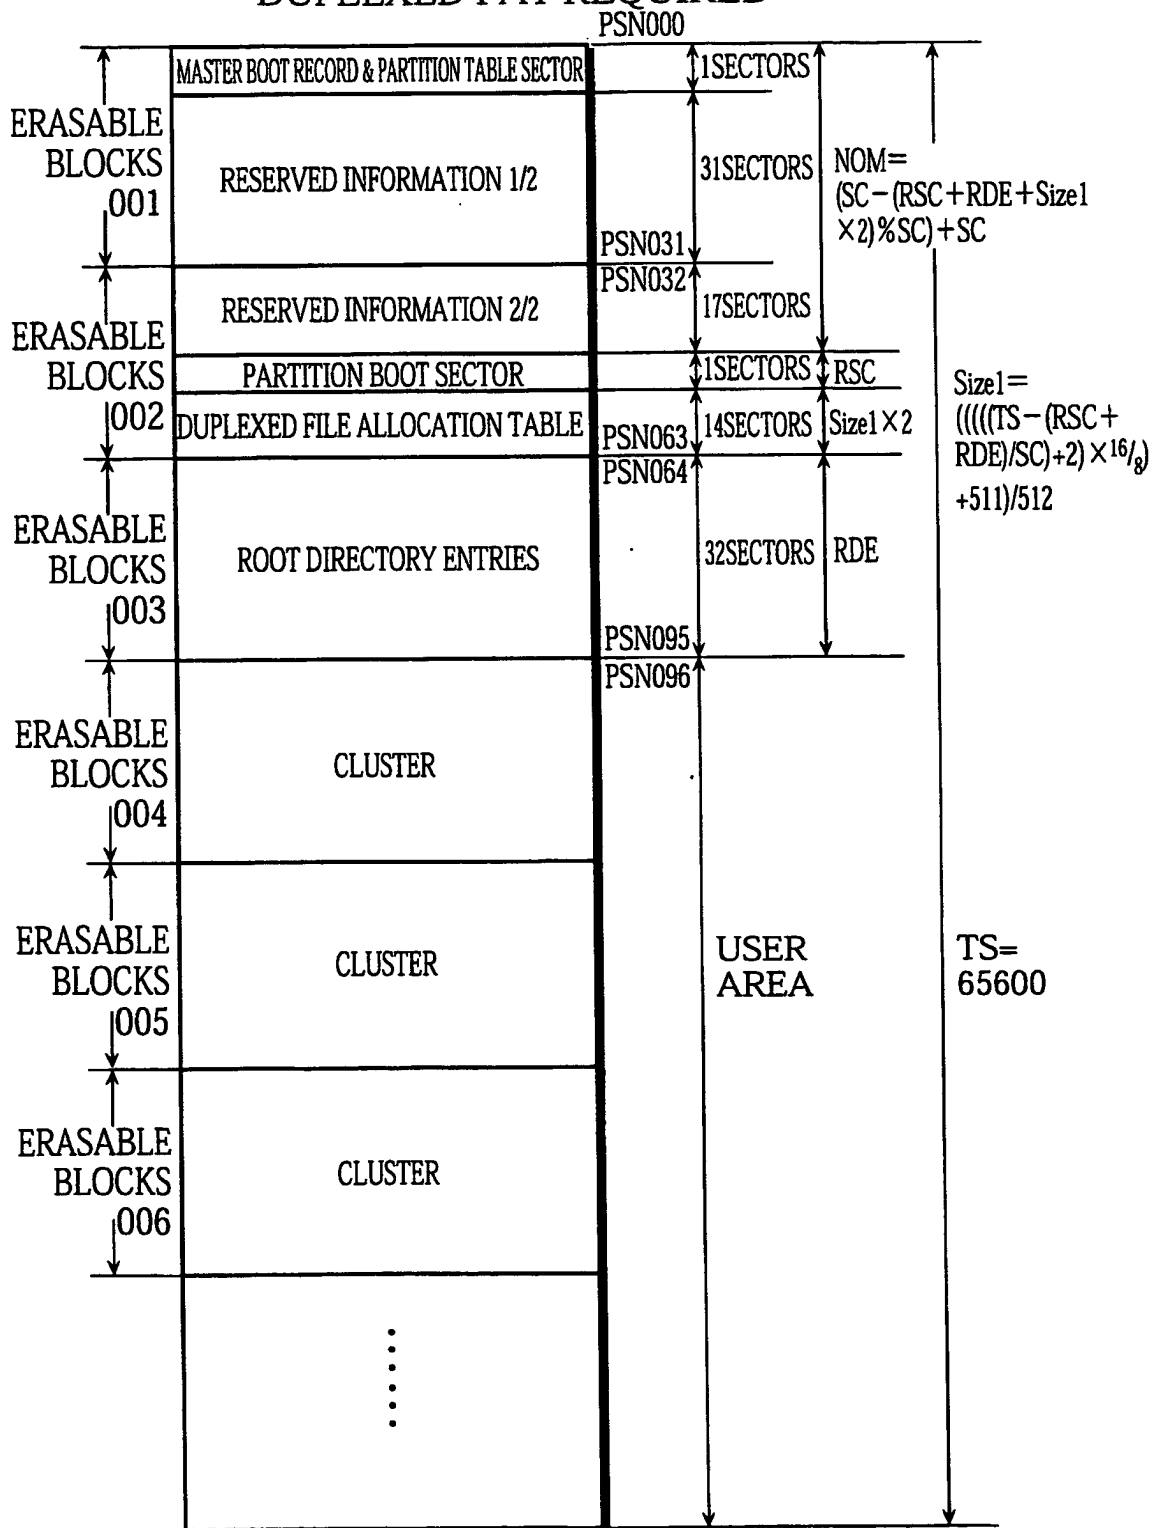 DUPLEXED FAT REQUIRED
PSN000
MASTER BOOT RECORD & PARTITION TABLE SECTOR
1SECTORS
ERASABLE
BLOCKS
001
RESERVED INFORMATION 1/2
31SECTORS
NOM=
(SC-(RSC+RDE+Size1
×2)%SC)+SC
PSN031
PSN032
ERASABLE
BLOCKS
002
RESERVED INFORMATION 2/2
17SECTORS
PARTITION BOOT SECTOR
1SECTORS
RSC
DUPLEXED FILE ALLOCATION TABLE
PSN063
14SECTORS
Size1×2
Size1=
(((((TS-(RSC+
RDE)/SC)+2)×16/8)
+511)/512
PSN064
ERASABLE
BLOCKS
003
ROOT DIRECTORY ENTRIES
32SECTORS
RDE
PSN095
PSN096
ERASABLE
BLOCKS
004
CLUSTER
ERASABLE
BLOCKS
005
CLUSTER
USER
AREA
TS=
65600
ERASABLE
BLOCKS
006
CLUSTER